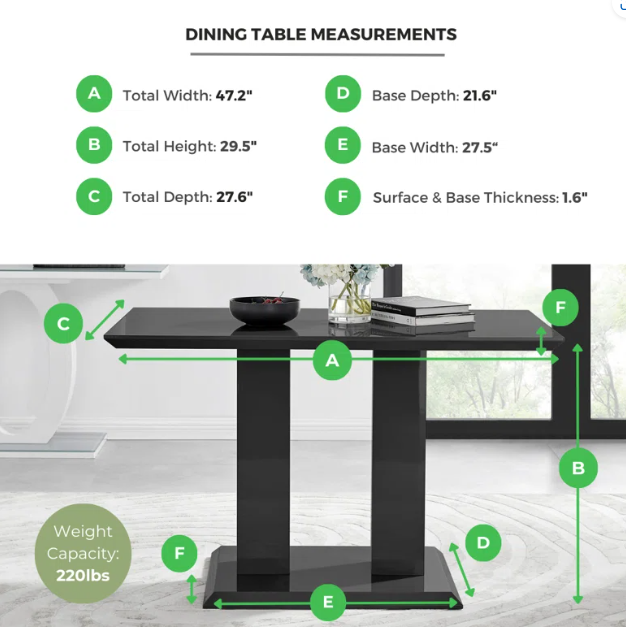 DINING TABLE MEASUREMENTS
A Total Width: 47.2"
D Base Depth: 21.6"
B Total Height: 29.5"
E Base Width: 27.5"
C Total Depth: 27.6"
F Surface & Base Thickness: 1.6"
C
F
A
B
Weight
Capacity:
220lbs
F
D
E